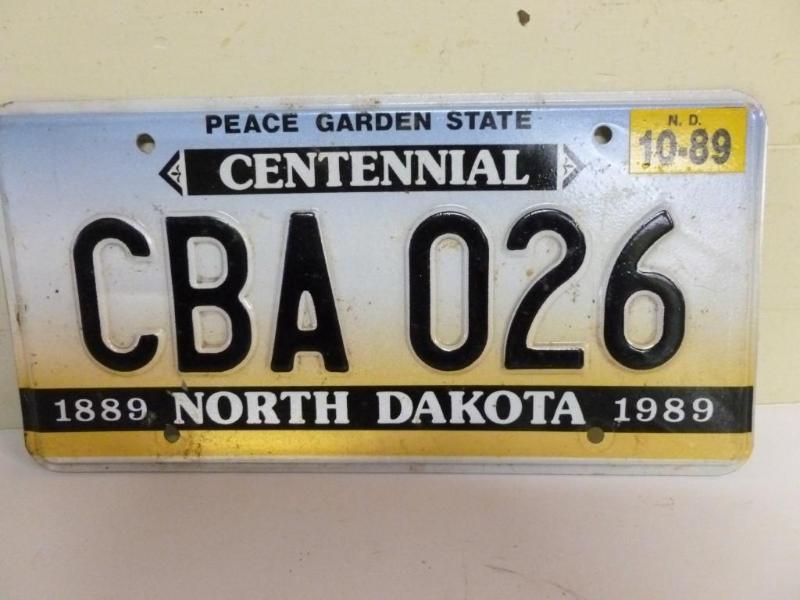 PEACE GARDEN STATE
N. D.
10-89
CENTENNIAL
CBA 026
1889 NORTH DAKOTA 1989